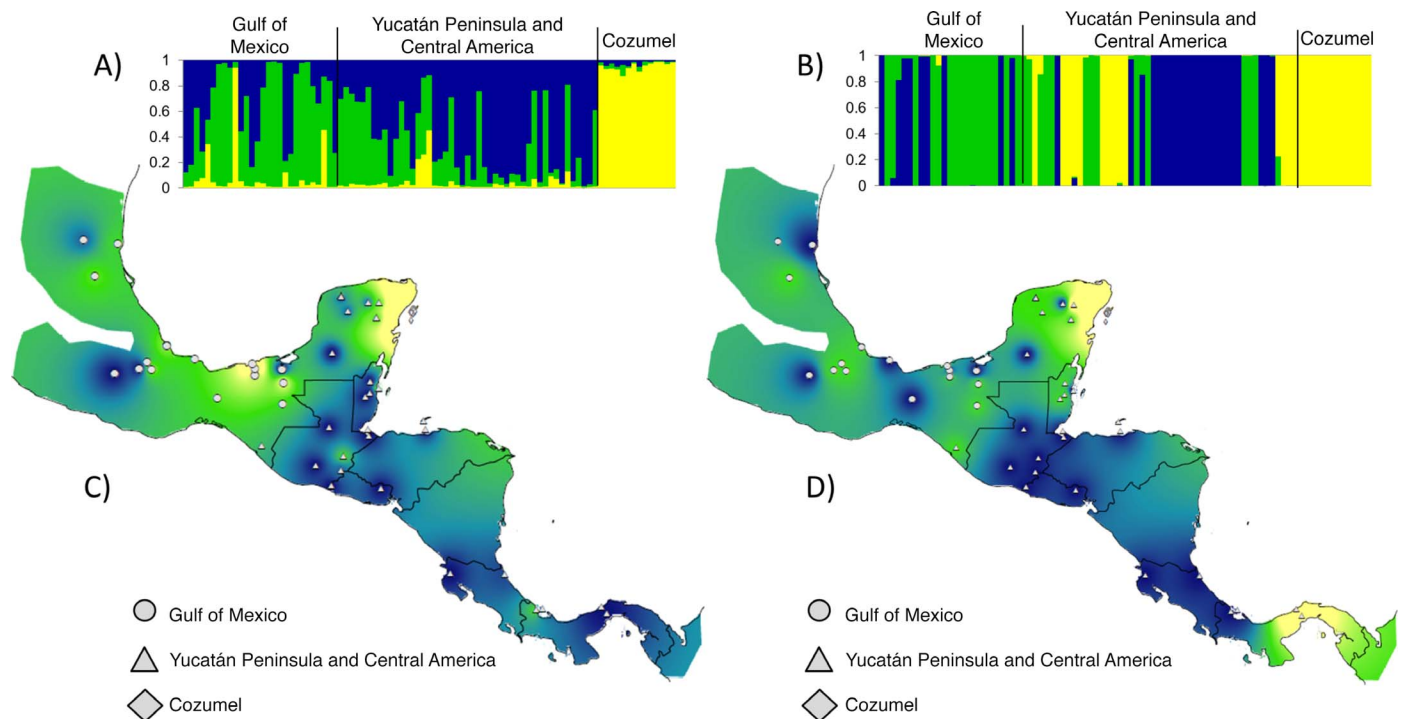 A)
Gulf of
Mexico
Yucatán Peninsula and
Central America
Cozumel
1
0.8
0.6
0.4
0.2
0
B)
Gulf of
Mexico
Yucatán Peninsula and
Central America
Cozumel
1
0.8
0.6
0.4
0.2
0
C)
Gulf of Mexico
Yucatán Peninsula and Central America
Cozumel
D)
Gulf of Mexico
Yucatán Peninsula and Central America
Cozumel